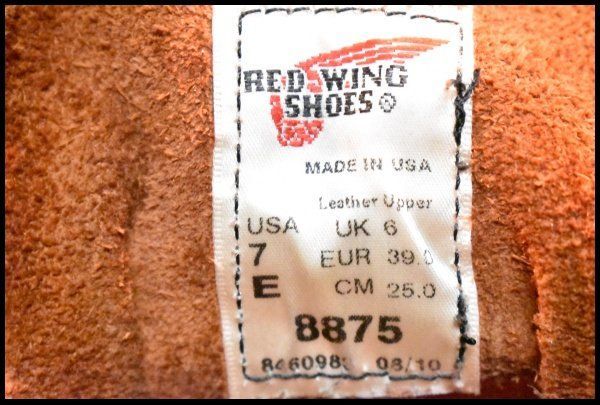 RED WING
SHOES ®
MADE IN USA
Leather Upper
USA UK 6
7 EUR 39.0
E CM 25.0
8875
08/10